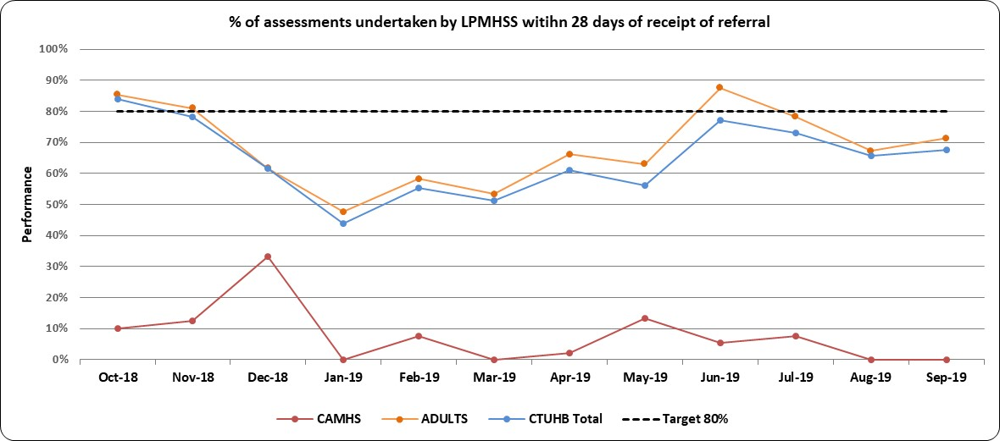 % of assessments undertaken by LPMHSS witihn 28 days of receipt of referral
100%
90%
80%
70%
60%
50%
40%
30%
20%
10%
0%
Performance
Oct-18 Nov-18 Dec-18 Jan-19 Feb-19 Mar-19 Apr-19 May-19 Jun-19 Jul-19 Aug-19 Sep-19
CAMHS ADULTS CTUHB Total Target 80%